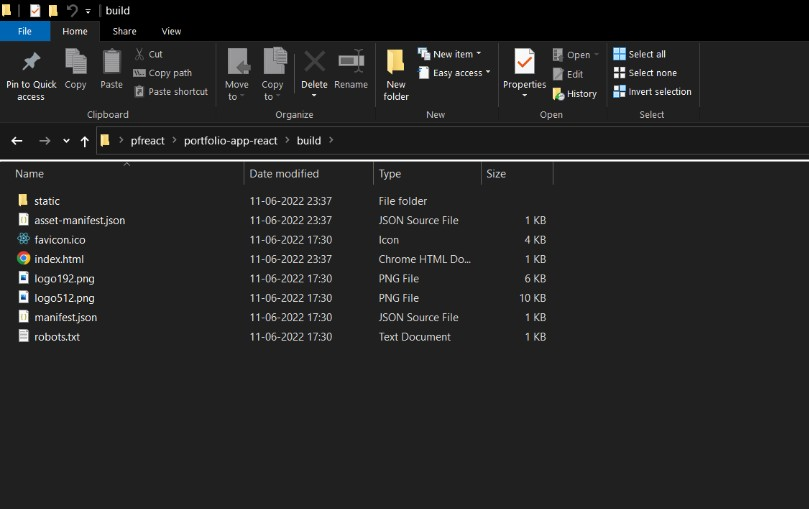 build
File Home Share View
Pin to Quick access
Copy
Paste
Cut
Copy path
Paste shortcut
Clipboard
Move to
Copy to
Delete
Rename
Organize
New folder
New item
Easy access
New
Properties
Open
Edit
History
Open
Select all
Select none
Invert selection
Select
pfreact > portfolio-app-react > build >
Name Date modified Type Size
static 11-06-2022 23:37 File folder
asset-manifest.json 11-06-2022 23:37 JSON Source File 1 KB
favicon.ico 11-06-2022 17:30 Icon 4 KB
index.html 11-06-2022 23:37 Chrome HTML Do... 1 KB
logo192.png 11-06-2022 17:30 PNG File 6 KB
logo512.png 11-06-2022 17:30 PNG File 10 KB
manifest.json 11-06-2022 17:30 JSON Source File 1 KB
robots.txt 11-06-2022 17:30 Text Document 1 KB